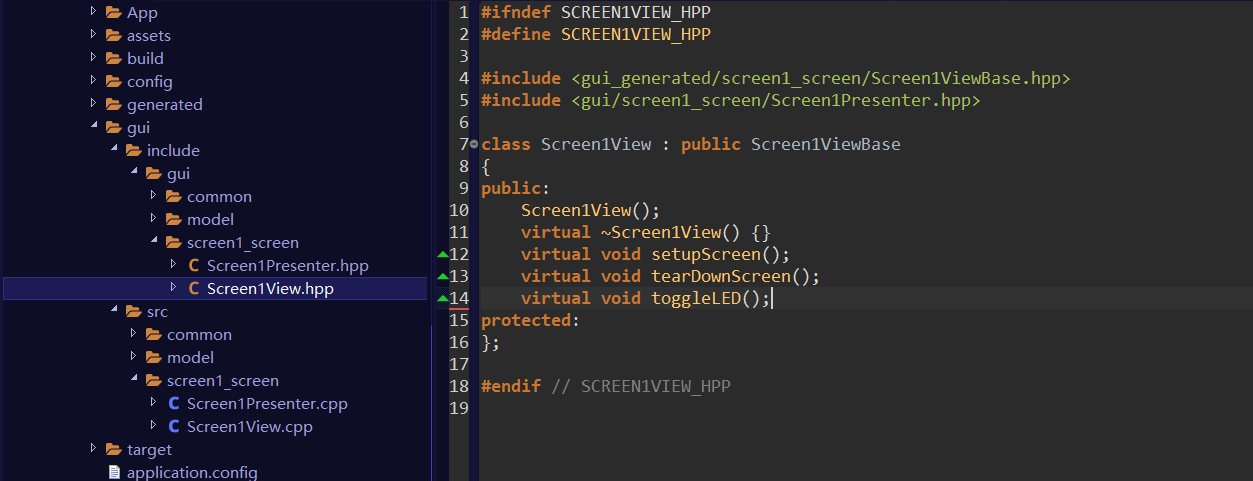 App
assets
build
config
generated
gui
include
gui
common
model
screen1_screen
Screen1Presenter.hpp
Screen1View.hpp
src
common
model
screen1_screen
Screen1Presenter.cpp
Screen1View.cpp
target
application.config
1 #ifndef SCREEN1VIEW_HPP
2 #define SCREEN1VIEW_HPP
3
4 #include <gui_generated/screen1_screen/Screen1ViewBase.hpp>
5 #include <gui/screen1_screen/Screen1Presenter.hpp>
6
7 class Screen1View : public Screen1ViewBase
8 {
9 public:
10     Screen1View();
11     virtual ~Screen1View() {}
12     virtual void setupScreen();
13     virtual void tearDownScreen();
14     virtual void toggleLED();
15 protected:
16 };
17
18 #endif // SCREEN1VIEW_HPP
19